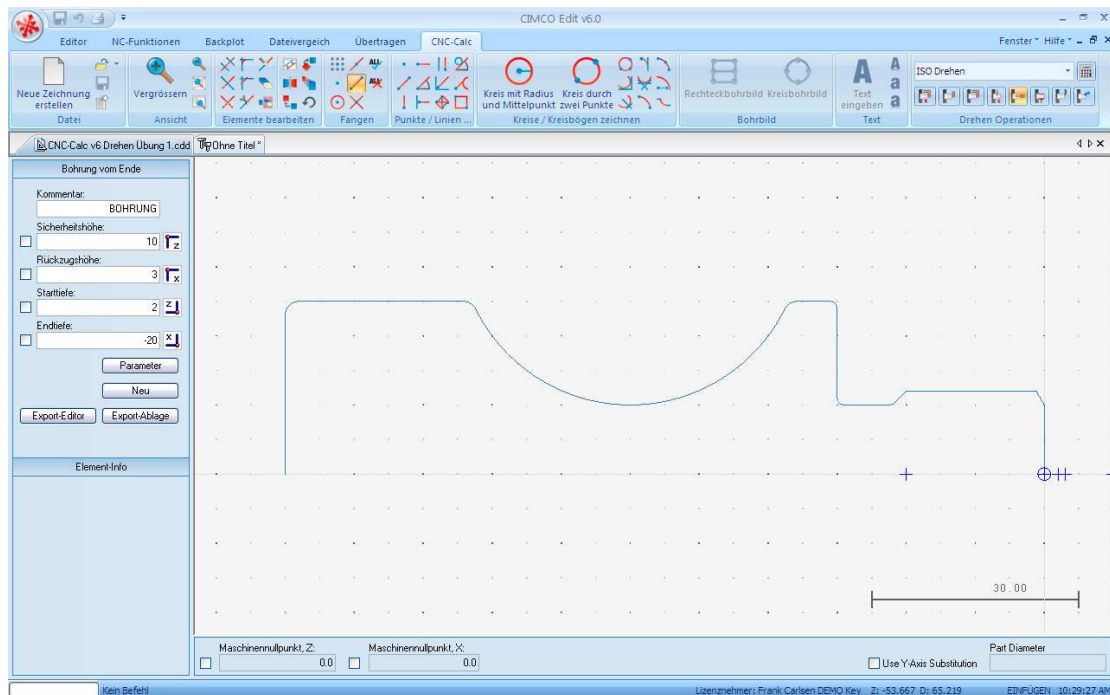 CIMCO Edit v6.0
Editor NC-Funktionen Backplot Dateivergeich Übertragen CNC-Calc Fenster Hilfe
Neue Zeichnung erstellen
Vergrössern
Kreis mit Radius und Mittelpunkt
Kreis durch zwei Punkte
Rechteckbohrbild
Kreisbohrbild
Text eingeben
ISO Drehen
Datei Ansicht Elemente bearbeiten Fangen Punkte / Linien ... Kreise / Kreisbögen zeichnen Bohrbild Text Drehen Operationen
CNC-Calc v6 Drehen Übung 1.cdd Ohne Titel *
Bohrung vom Ende
Kommentar:
BOHRUNG
Sicherheitshöhe:
10
Rückzugshöhe:
3
Starttiefe:
2
Endtiefe:
-20
Parameter
Neu
Export-Editor Export-Ablage
Element-Info
30.00
Maschinennullpunkt, Z: Maschinennullpunkt, X: Part Diameter
0.0 0.0 Use Y-Axis Substitution
Kein Befehl Lizenznehmer: Frank Carlsen DEMO Key Z: -53.667 D: 65.219 EINFÜGEN 10:29:27 AM